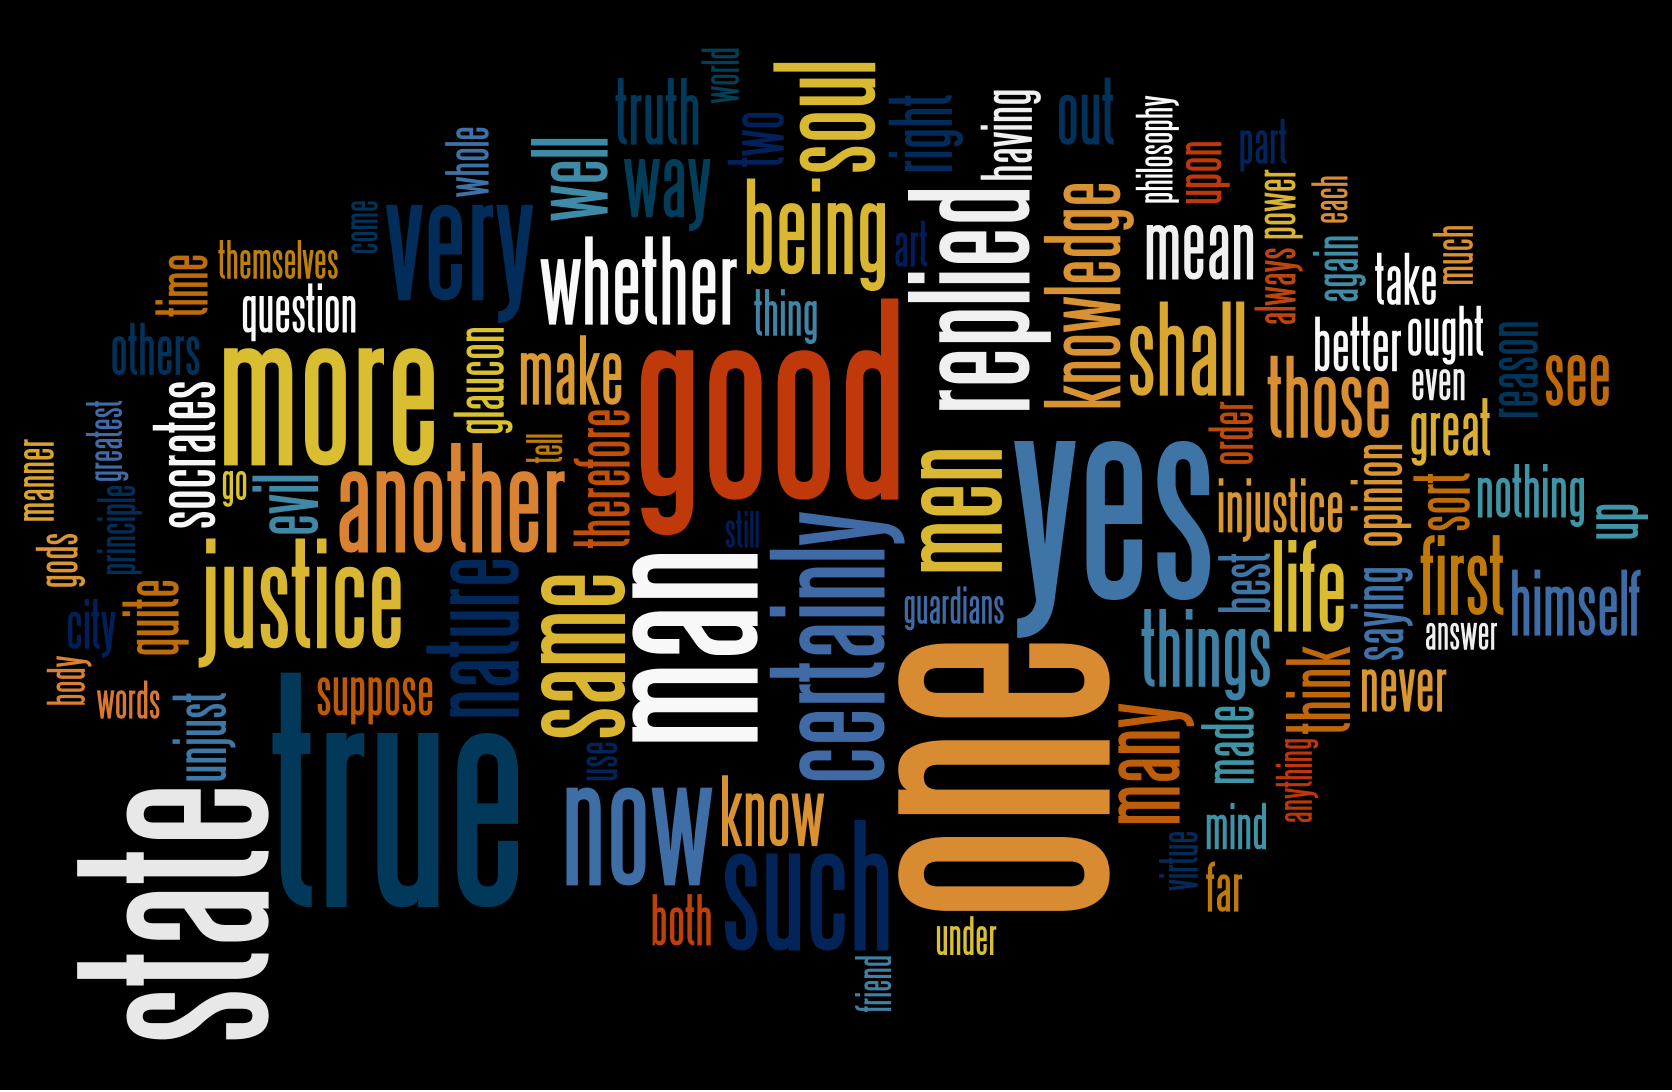 world
soul
truth
two
right
having
out
philosophy
part
whole
well
way
being
replied
knowledge
upon
power
each
come
very
art
mean
always
again
much
themselves
time
question
whether
thing
take
others
more
glaucon
make
good
shall
better
ought
reason
even
see
those
great
socrates
greatest
manner
go
evil
another
tell
therefore
men
yes
order
injustice
opinion
sort
nothing
up
principle
gods
still
man
certainly
justice
nature
same
guardians
best
life
saying
first
himself
answer
city
quite
body
words
suppose
things
one
think
never
unjust
true
use
many
made
anything
state
now
know
such
mind
virtue
far
both
under
friend